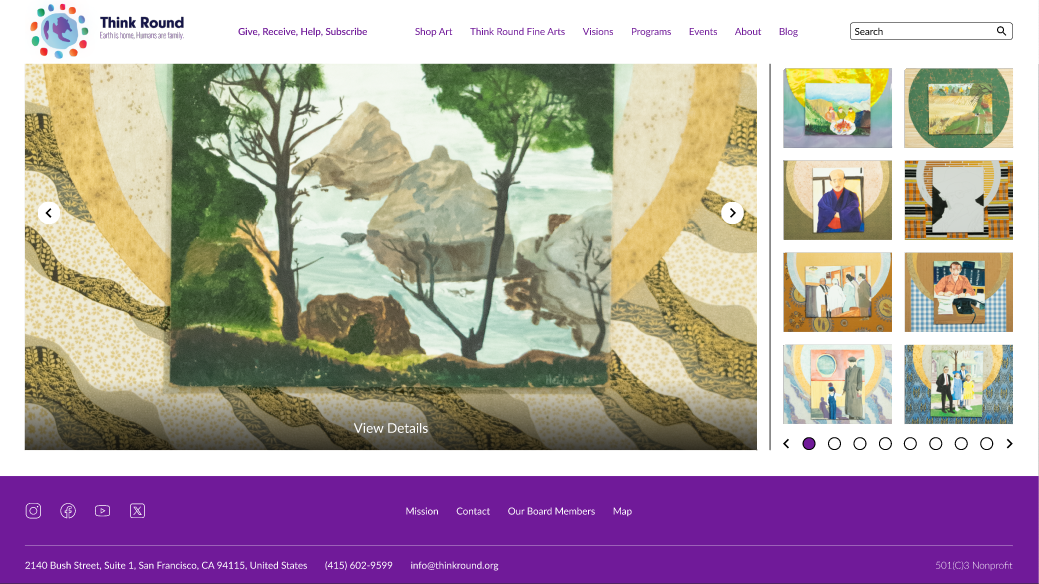 Think Round
Earth is home, Humans are family.
Give, Receive, Help, Subscribe
Shop Art
Think Round Fine Arts
Visions
Programs
Events
About
Blog
Search
View Details
Mission
Contact
Our Board Members
Map
2140 Bush Street, Suite 1, San Francisco, CA 94115, United States
(415) 602-9599
info@thinkround.org
501(C)3 Nonprofit